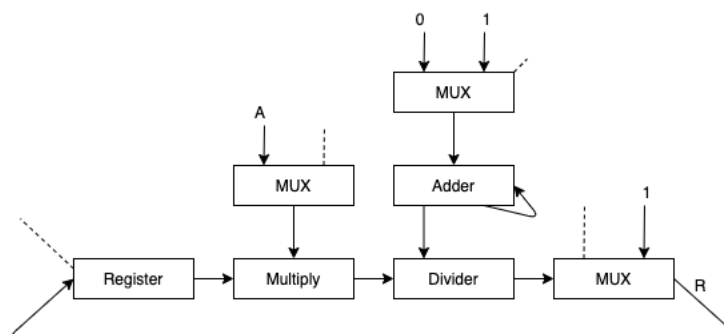 0 1
MUX
A
MUX Adder
1
Register Multiply Divider MUX R